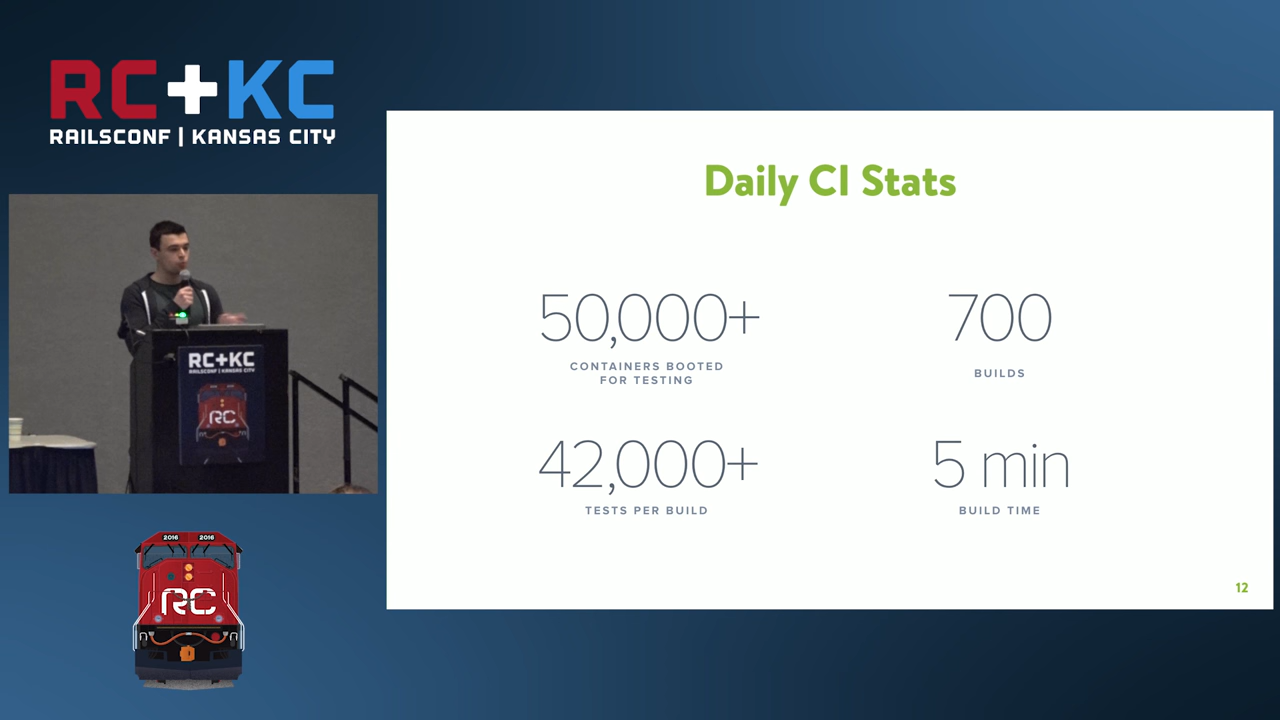 RC+KC
RAILSCONF | KANSAS CITY
RC+KC
RAILSCONF | KANSAS CITY
RC
2016 2016
RC
Daily CI Stats
50,000+
CONTAINERS BOOTED
FOR TESTING
700
BUILDS
42,000+
TESTS PER BUILD
5 min
BUILD TIME
12